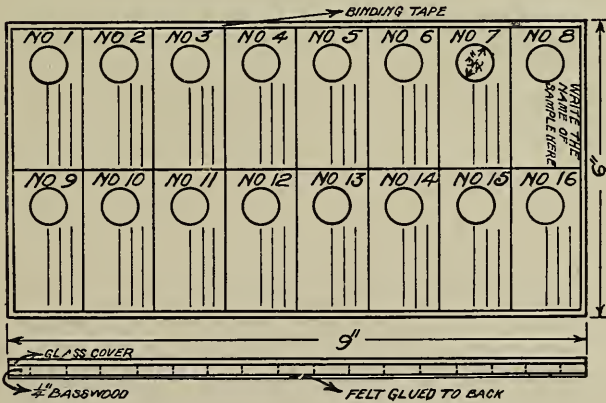 BINDING TAPE
NO 1 NO 2 NO 3 NO 4 NO 5 NO 6 NO 7 NO 8
WRITE THE
NAME OF
SAMPLE HERE
6"
NO 9 NO 10 NO 11 NO 12 NO 13 NO 14 NO 15 NO 16
9"
GLASS COVER
1/4" BASSWOOD
FELT GLUED TO BACK